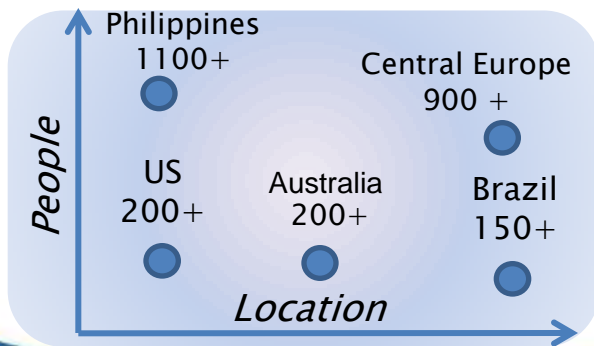 Philippines
1100+
Central Europe
900 +
US
200+
Australia
200+
Brazil
150+
People
Location